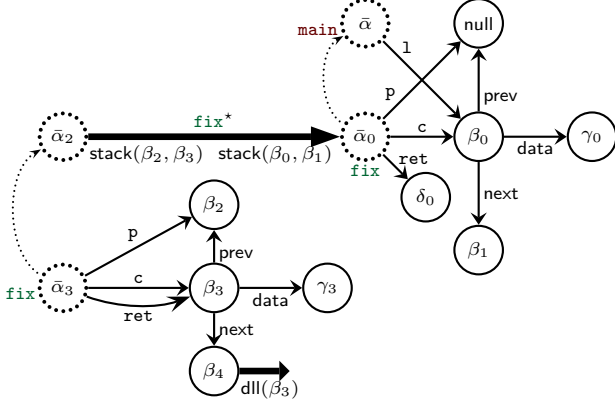 main
ᾱ
l
null
p
prev
fix*
ᾱ₂
stack(β₂, β₃)
stack(β₀, β₁)
ᾱ₀
c
β₀
data
γ₀
fix
ret
δ₀
next
β₁
β₂
p
prev
fix
ᾱ₃
c
ret
β₃
data
γ₃
next
β₄
dll(β₃)